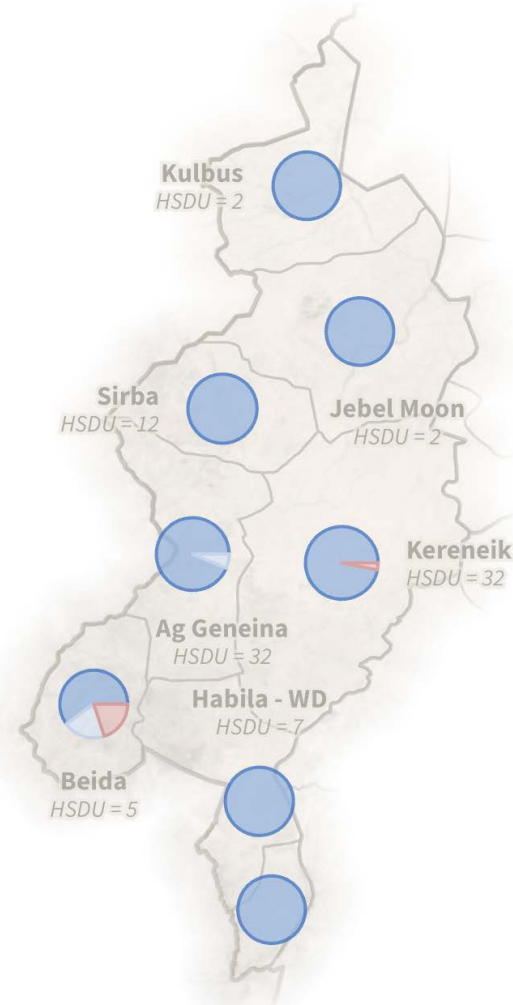 Kulbus
HSDU = 2
Sirba
HSDU = 12
Jebel Moon
HSDU = 2
Kereneik
HSDU = 32
Ag Geneina
HSDU = 32
Habila - WD
HSDU = 7
Beida
HSDU = 5